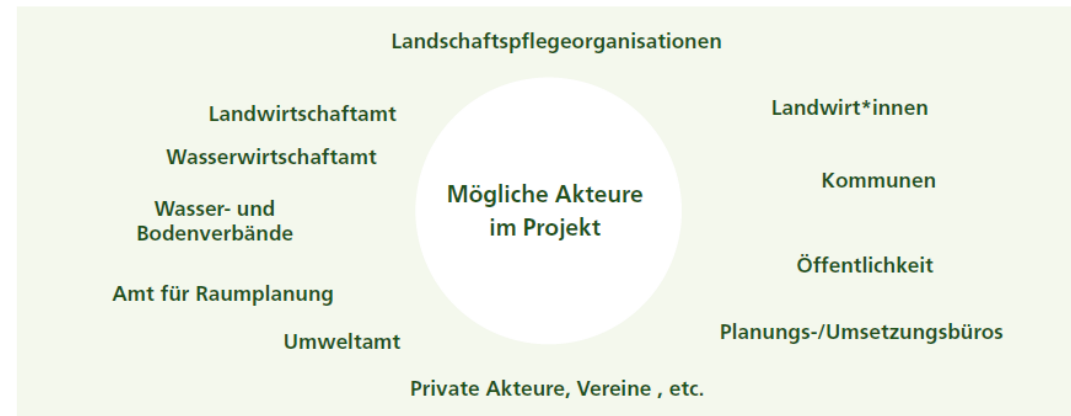 Landschaftspflegeorganisationen
Landwirtschaftamt
Landwirt*innen
Wasserwirtschaftamt
Kommunen
Mögliche Akteure
im Projekt
Wasser- und
Bodenverbände
Öffentlichkeit
Amt für Raumplanung
Planungs-/Umsetzungsbüros
Umweltamt
Private Akteure, Vereine , etc.